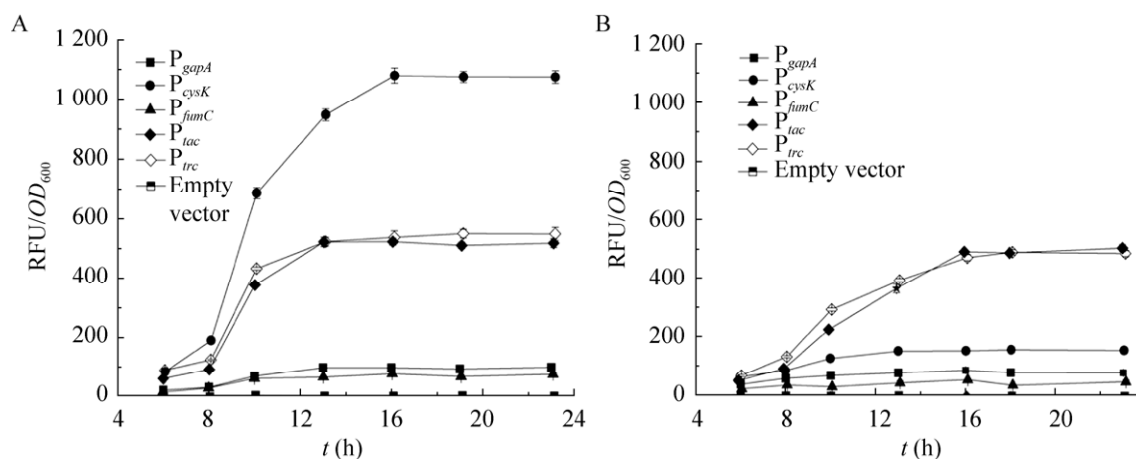 A
RFU/OD600
1 200
1 000
800
600
400
200
0
PgapA
PcysK
PfumC
Ptac
Ptrc
Empty
vector
4 8 12 16 20 24
t (h)
B
RFU/OD600
1 200
1 000
800
600
400
200
0
PgapA
PcysK
PfumC
Ptac
Ptrc
Empty vector
4 8 12 16 20
t (h)